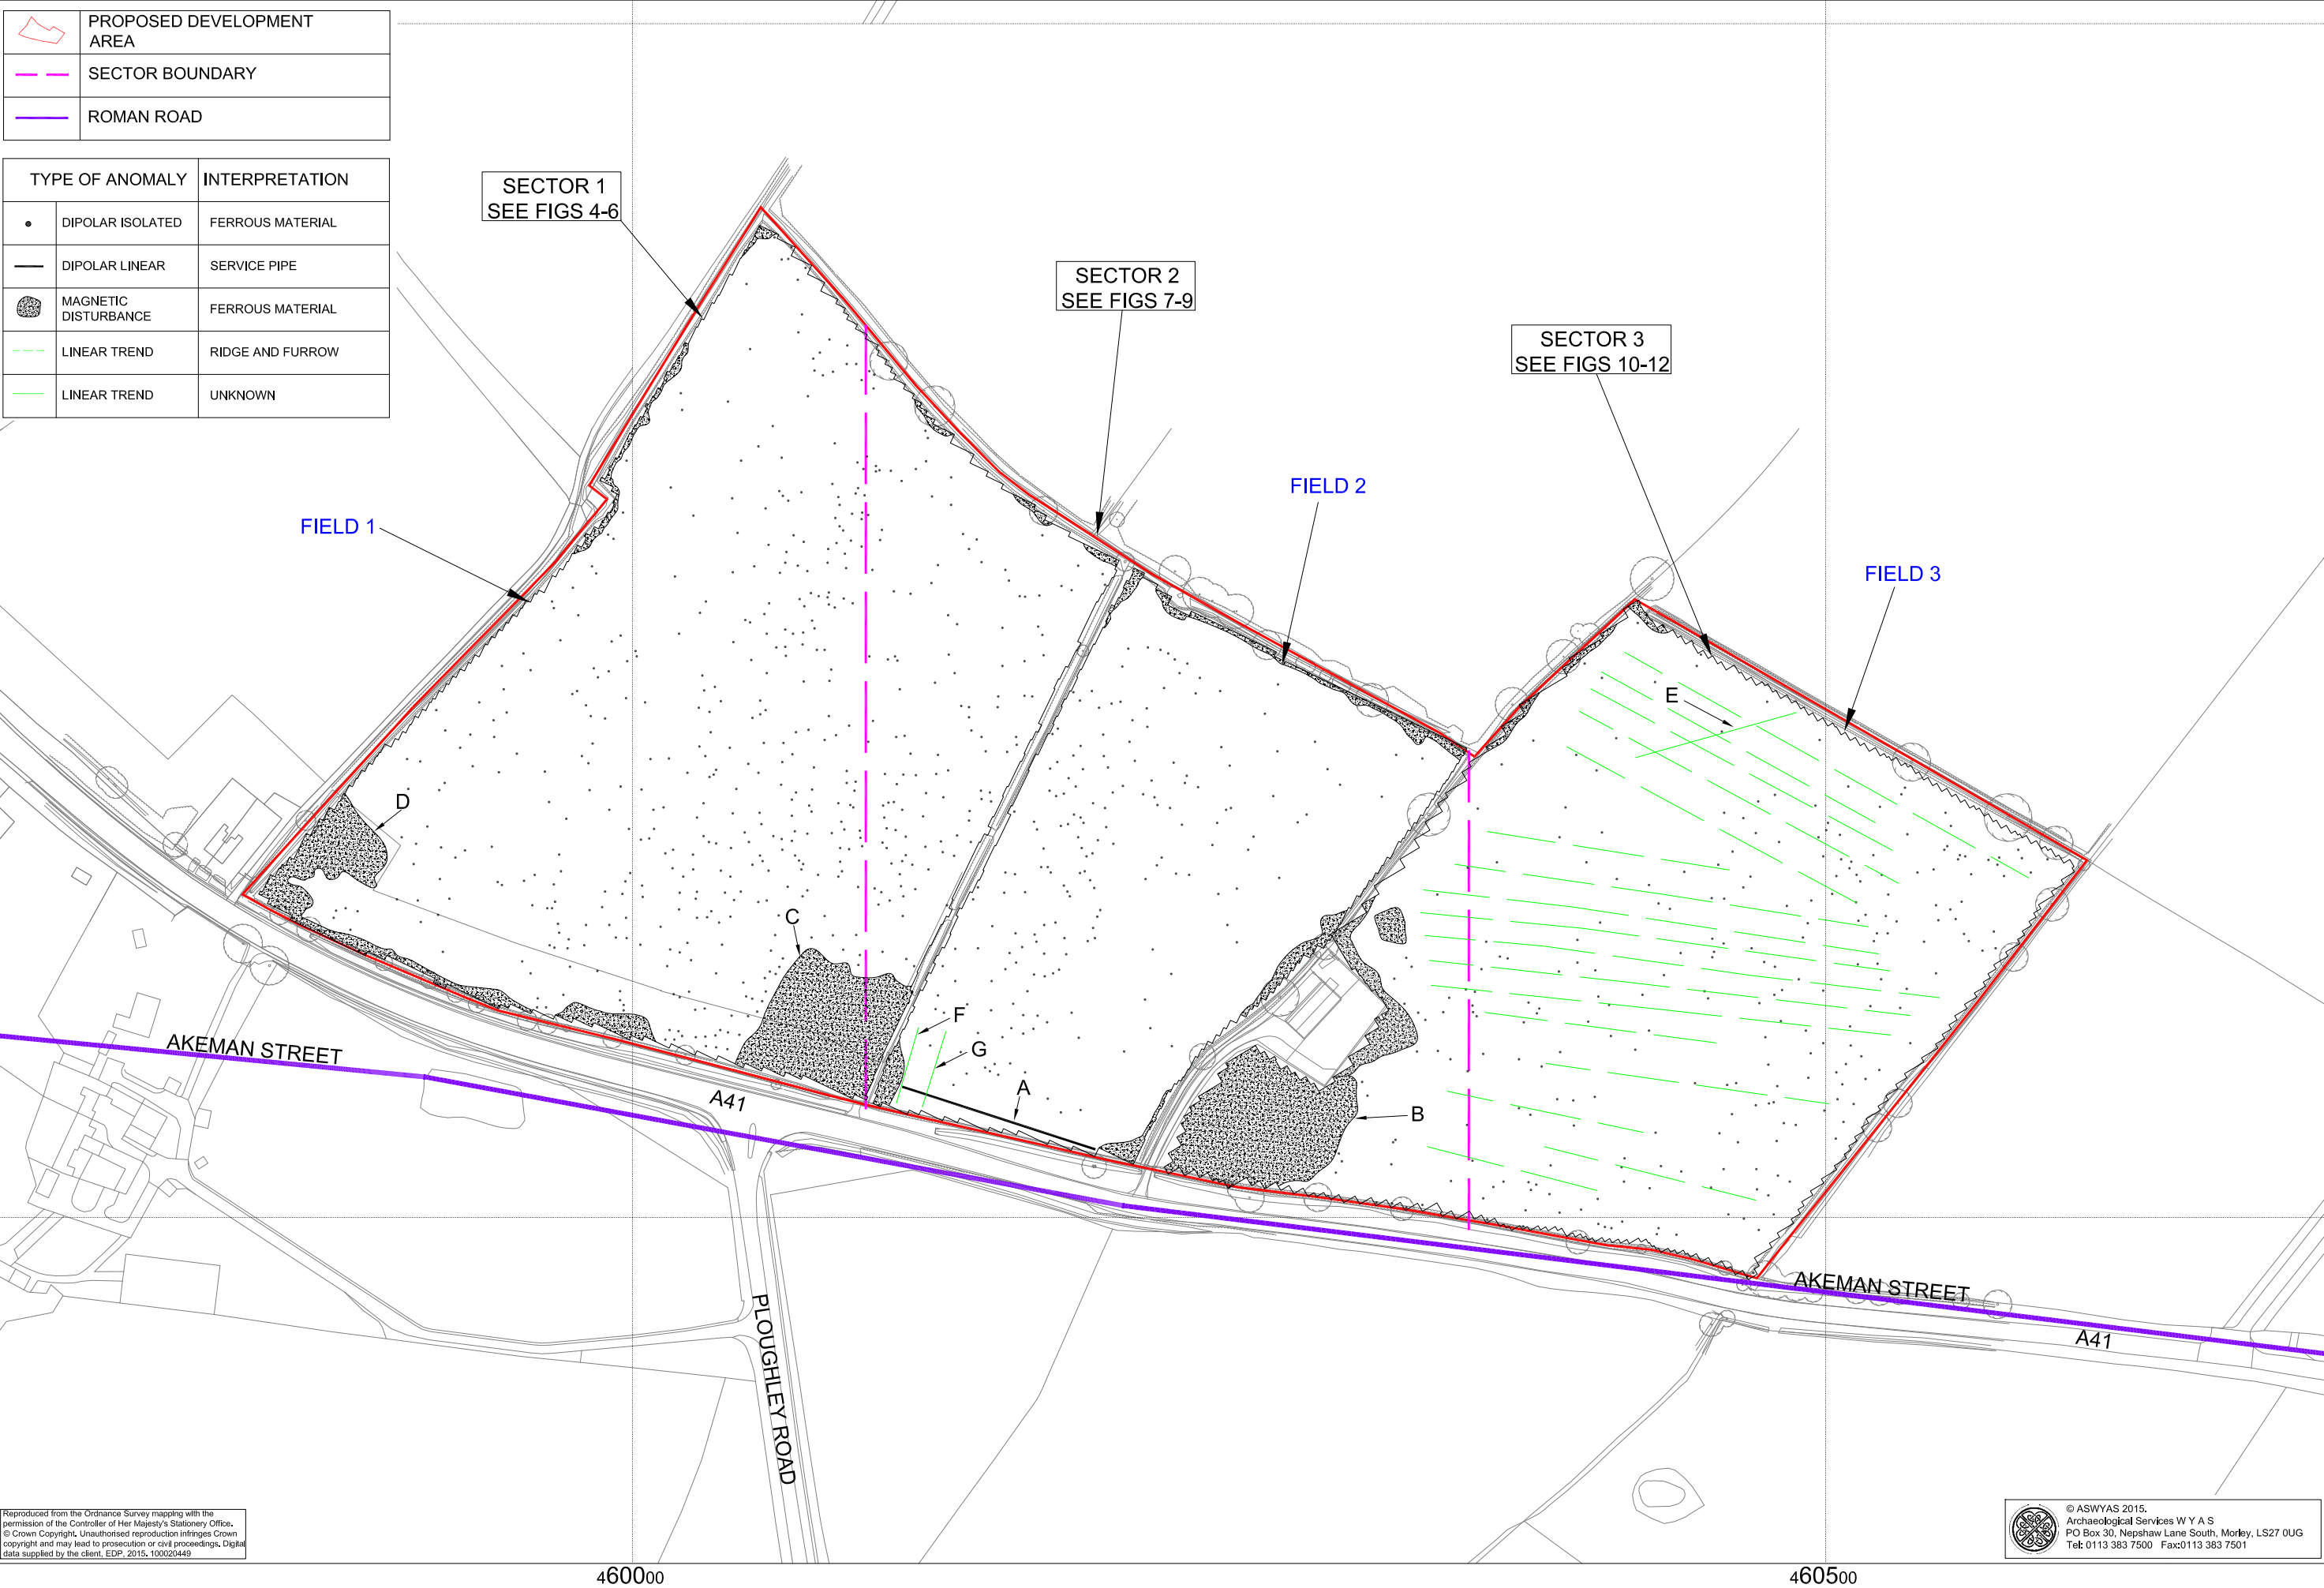 PROPOSED DEVELOPMENT
AREA
SECTOR BOUNDARY
ROMAN ROAD
TYPE OF ANOMALY INTERPRETATION
DIPOLAR ISOLATED FERROUS MATERIAL
DIPOLAR LINEAR SERVICE PIPE
MAGNETIC
DISTURBANCE FERROUS MATERIAL
LINEAR TREND RIDGE AND FURROW
LINEAR TREND UNKNOWN
SECTOR 1
SEE FIGS 4-6
SECTOR 2
SEE FIGS 7-9
SECTOR 3
SEE FIGS 10-12
FIELD 1
FIELD 2
FIELD 3
E
D
C
F
G
A
B
AKEMAN STREET
A41
PLOUGHLEY ROAD
AKEMAN STREET
A41
Reproduced from the Ordnance Survey mapping with the
permission of the Controller of Her Majesty's Stationery Office.
© Crown Copyright. Unauthorised reproduction infringes Crown
copyright and may lead to prosecution or civil proceedings. Digital
data supplied by the client, EDP, 2015. 100020449
© ASWYAS 2015.
Archaeological Services W Y A S
PO Box 30, Nepshaw Lane South, Morley, LS27 0UG
Tel: 0113 383 7500 Fax:0113 383 7501
460000
460500